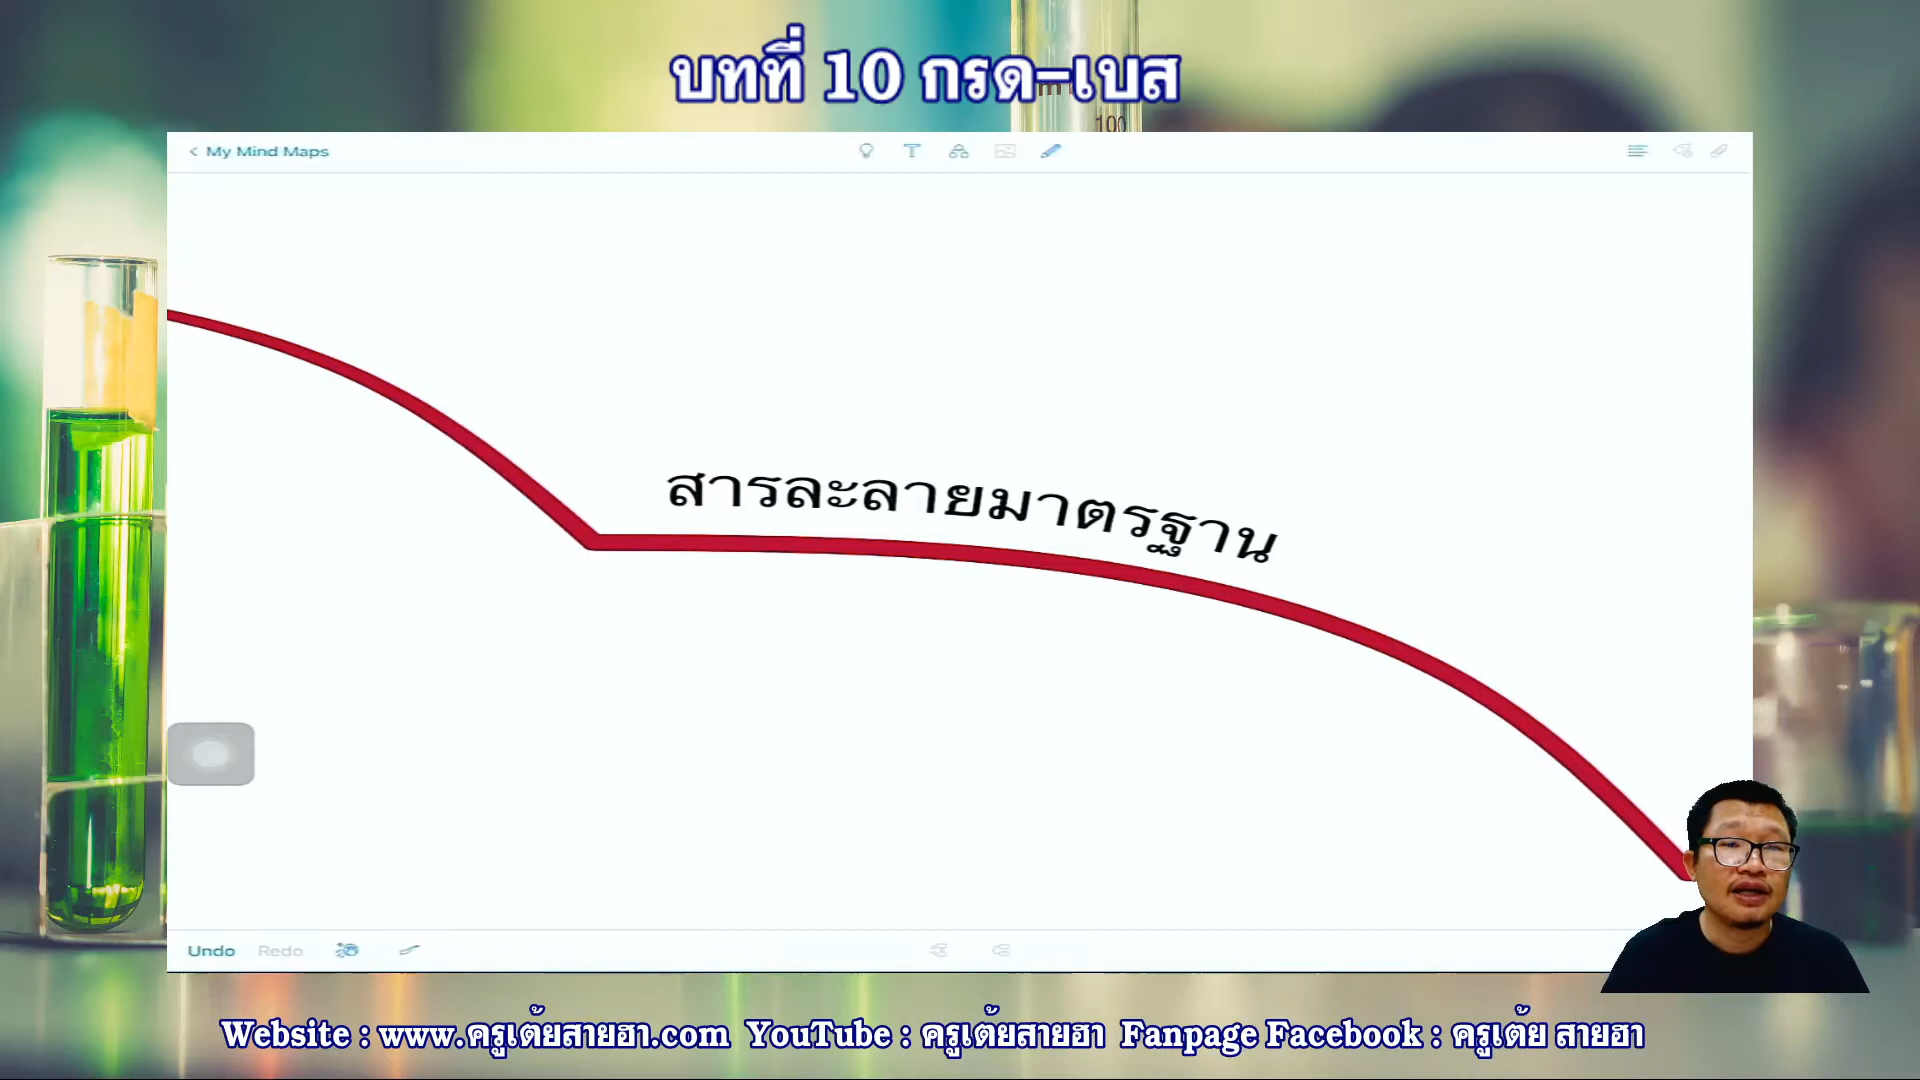 บทที่ 10 กรด-เบส
100
< My Mind Maps
สารละลายมาตรฐาน
Undo Redo
Website : www.ครูเต้ยสายฮา.com YouTube : ครูเต้ยสายฮา Fanpage Facebook : ครูเต้ย สายฮา